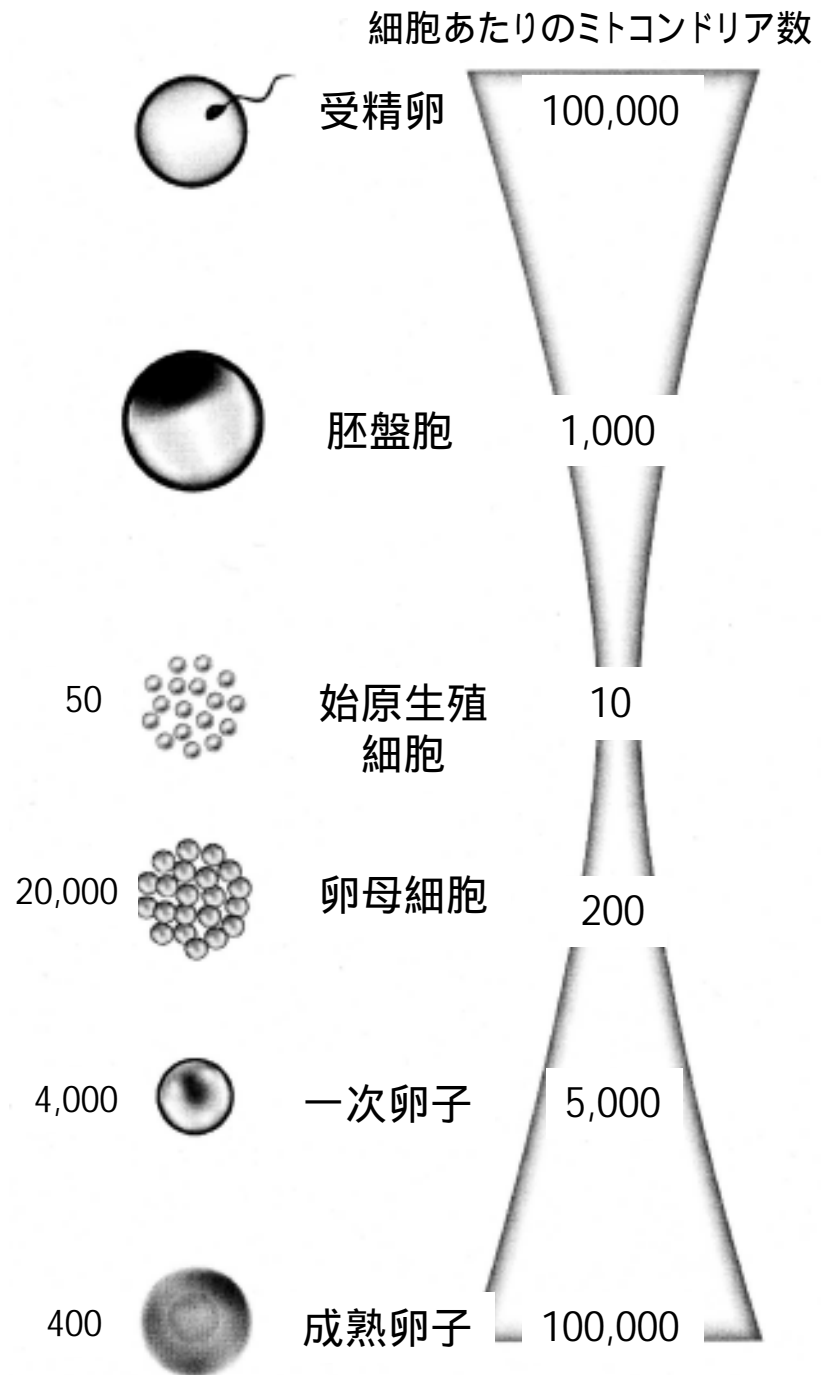 細胞あたりのミトコンドリア数
受精卵 100,000
胚盤胞 1,000
50 始原生殖 10
細胞
20,000 卵母細胞 200
4,000 一次卵子 5,000
400 成熟卵子 100,000